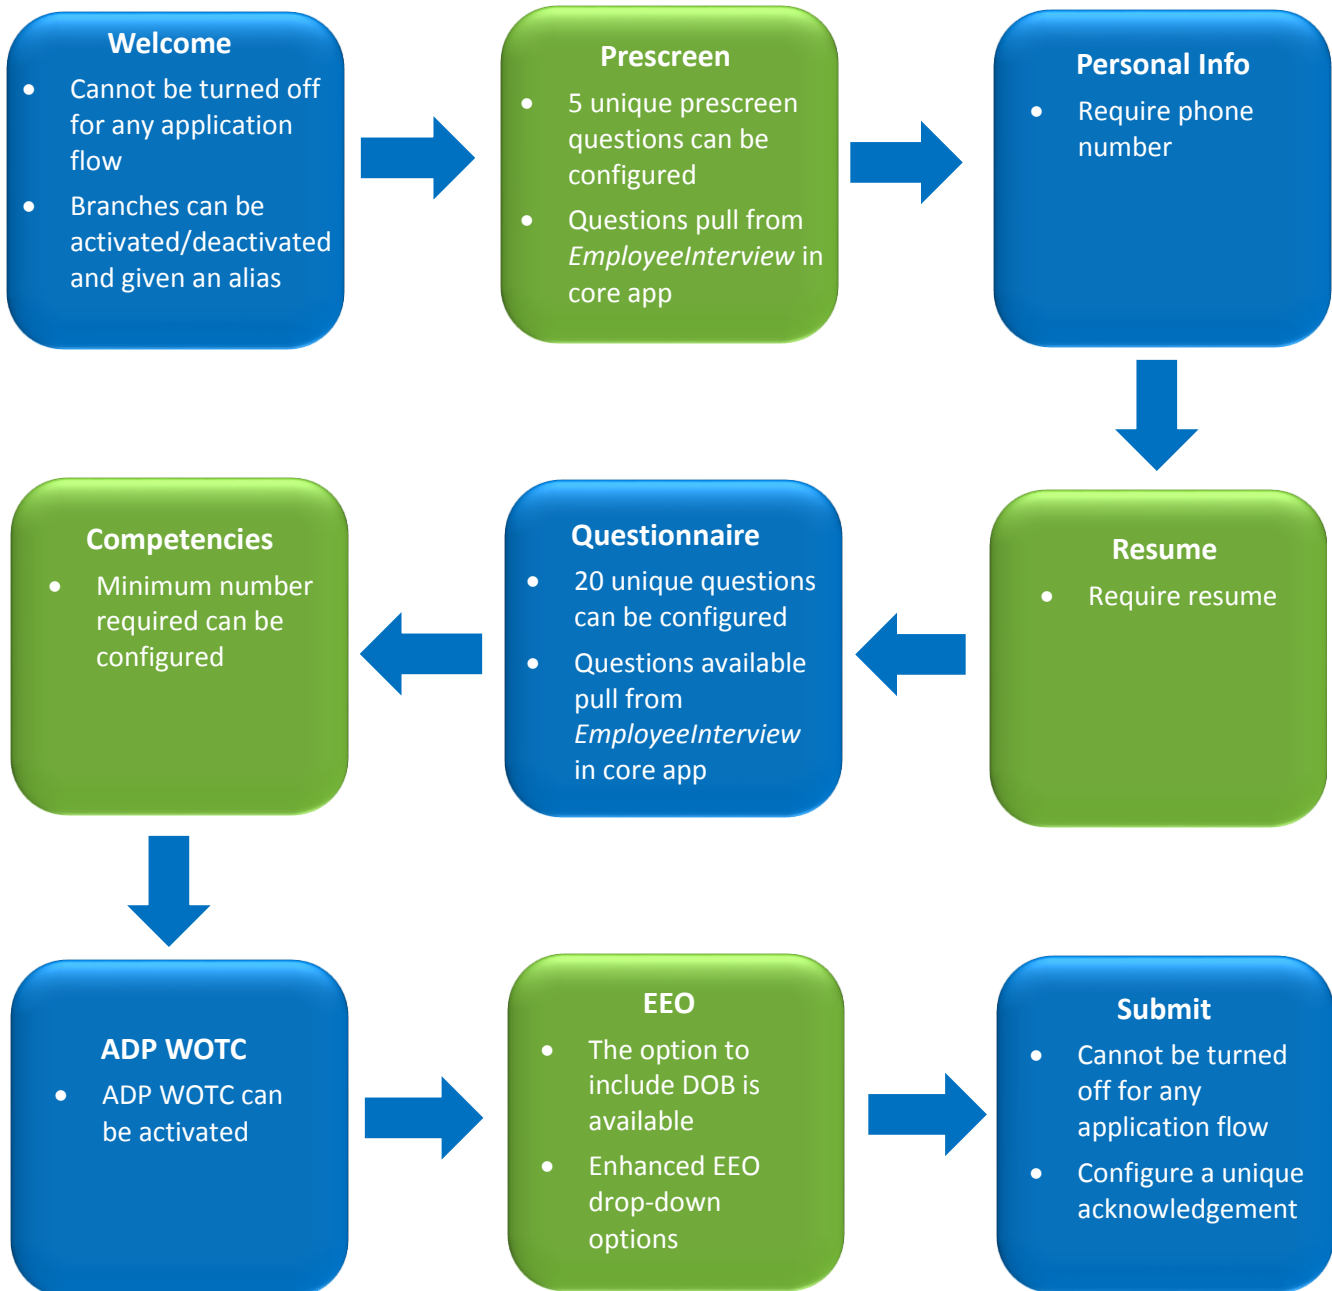 Welcome
• Cannot be turned off
for any application
flow
• Branches can be
activated/deactivated
and given an alias
Prescreen
• 5 unique prescreen
questions can be
configured
• Questions pull from
EmployeeInterview in
core app
Personal Info
• Require phone
number
Resume
• Require resume
Questionnaire
• 20 unique questions
can be configured
• Questions available
pull from
EmployeeInterview
in core app
Competencies
• Minimum number
required can be
configured
ADP WOTC
• ADP WOTC can
be activated
EEO
• The option to
include DOB is
available
• Enhanced EEO
drop-down
options
Submit
• Cannot be turned
off for any
application flow
• Configure a unique
acknowledgement